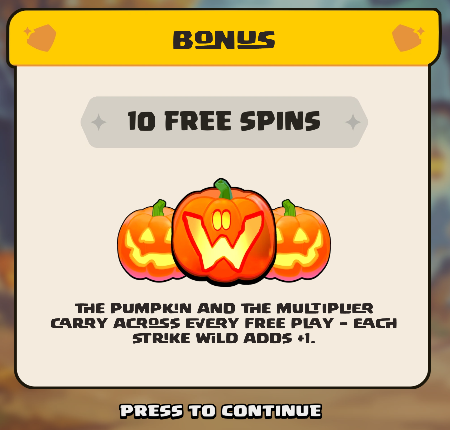 BONUS
10 FREE SPINS
W
THE PUMPKIN AND THE MULTIPLIER
CARRY ACROSS EVERY FREE PLAY - EACH
STRIKE WILD ADDS +1.
PRESS TO CONTINUE